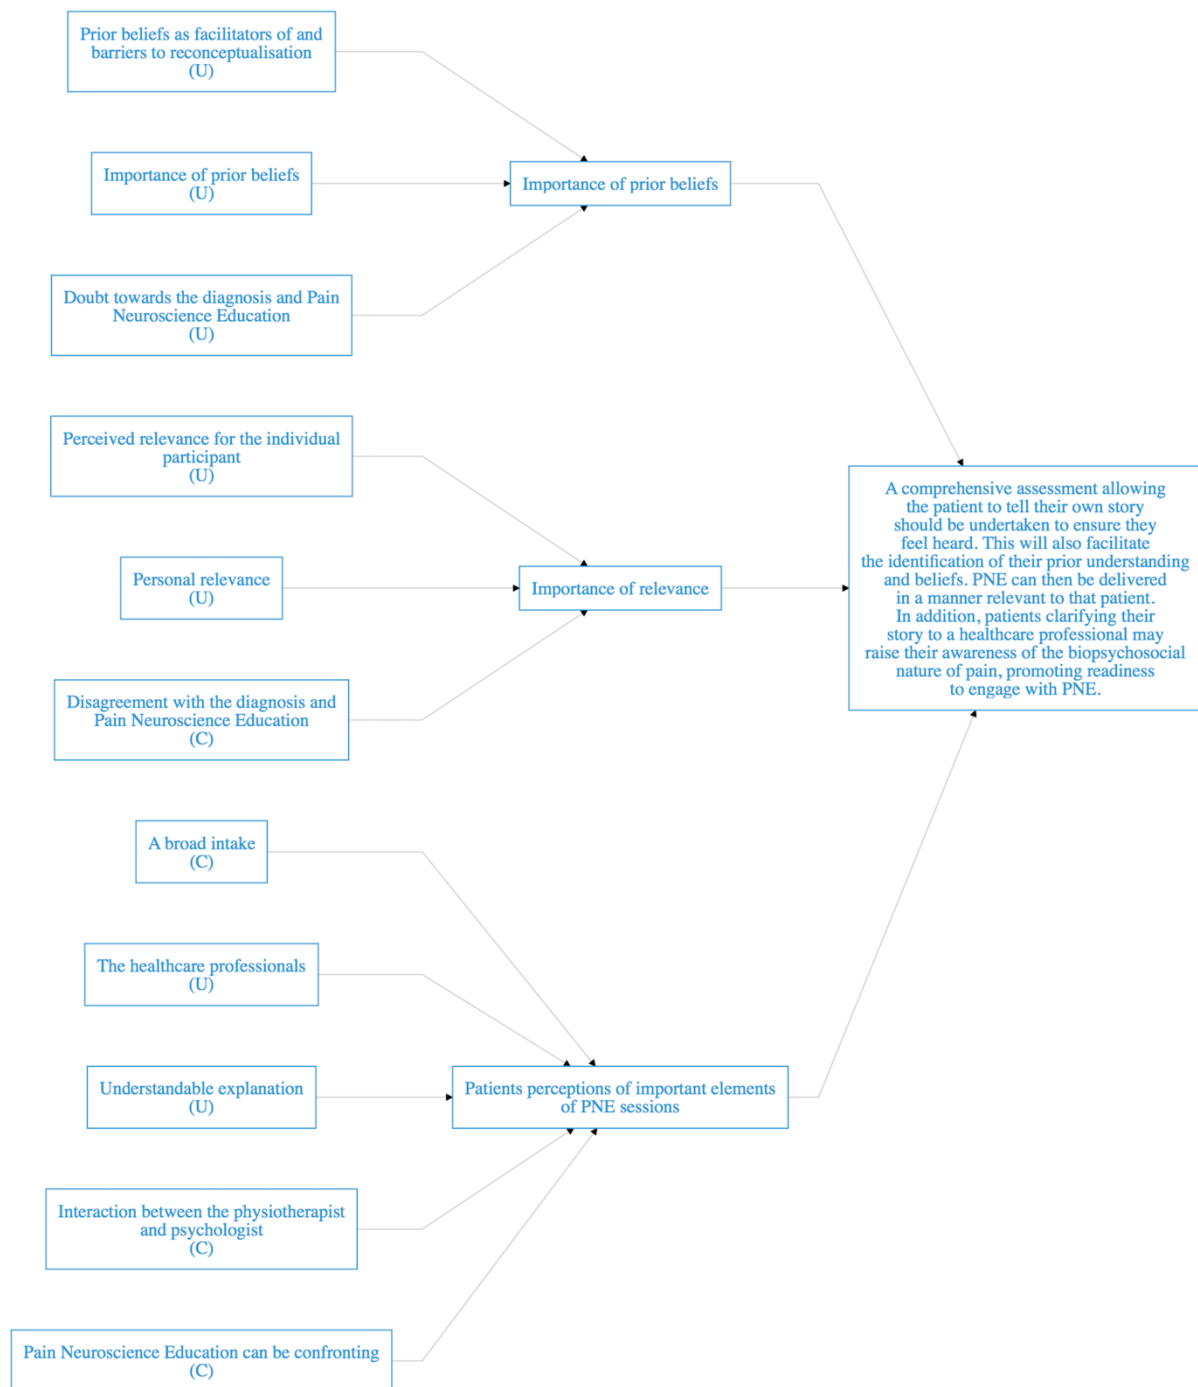 Prior beliefs as facilitators of and
barriers to reconceptualisation
(U)
Importance of prior beliefs
(U)
Doubt towards the diagnosis and Pain
Neuroscience Education
(U)
Importance of prior beliefs
Perceived relevance for the individual
participant
(U)
Personal relevance
(U)
Disagreement with the diagnosis and
Pain Neuroscience Education
(C)
Importance of relevance
A broad intake
(C)
The healthcare professionals
(U)
Understandable explanation
(U)
Interaction between the physiotherapist
and psychologist
(C)
Pain Neuroscience Education can be confronting
(C)
Patients perceptions of important elements
of PNE sessions
A comprehensive assessment allowing
the patient to tell their own story
should be undertaken to ensure they
feel heard. This will also facilitate
the identification of their prior understanding
and beliefs. PNE can then be delivered
in a manner relevant to that patient.
In addition, patients clarifying their
story to a healthcare professional may
raise their awareness of the biopsychosocial
nature of pain, promoting readiness
to engage with PNE.